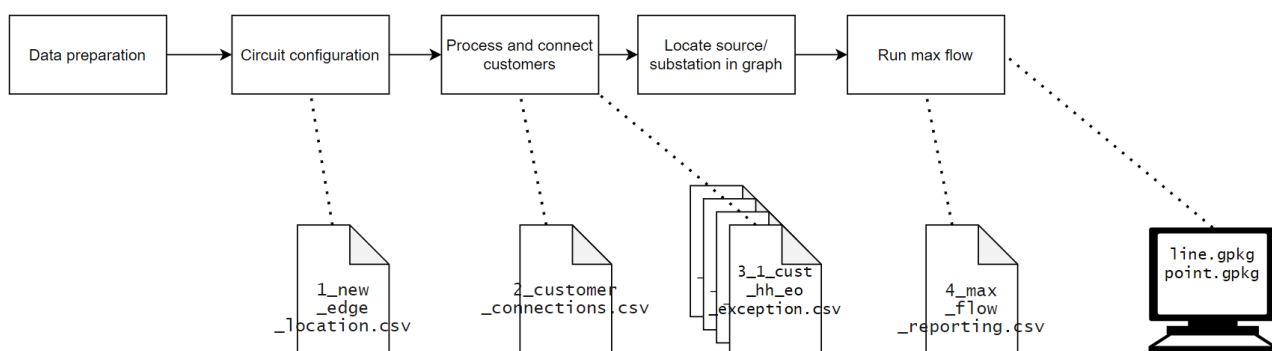 Data preparation
Circuit configuration
Process and connect
customers
Locate source/
substation in graph
Run max flow
1_new
_edge
_location.csv
2_customer
_connections.csv
3_1_cust
_hh_eo
_exception.csv
4_max
_flow
_reporting.csv
line.gpkg
point.gpkg